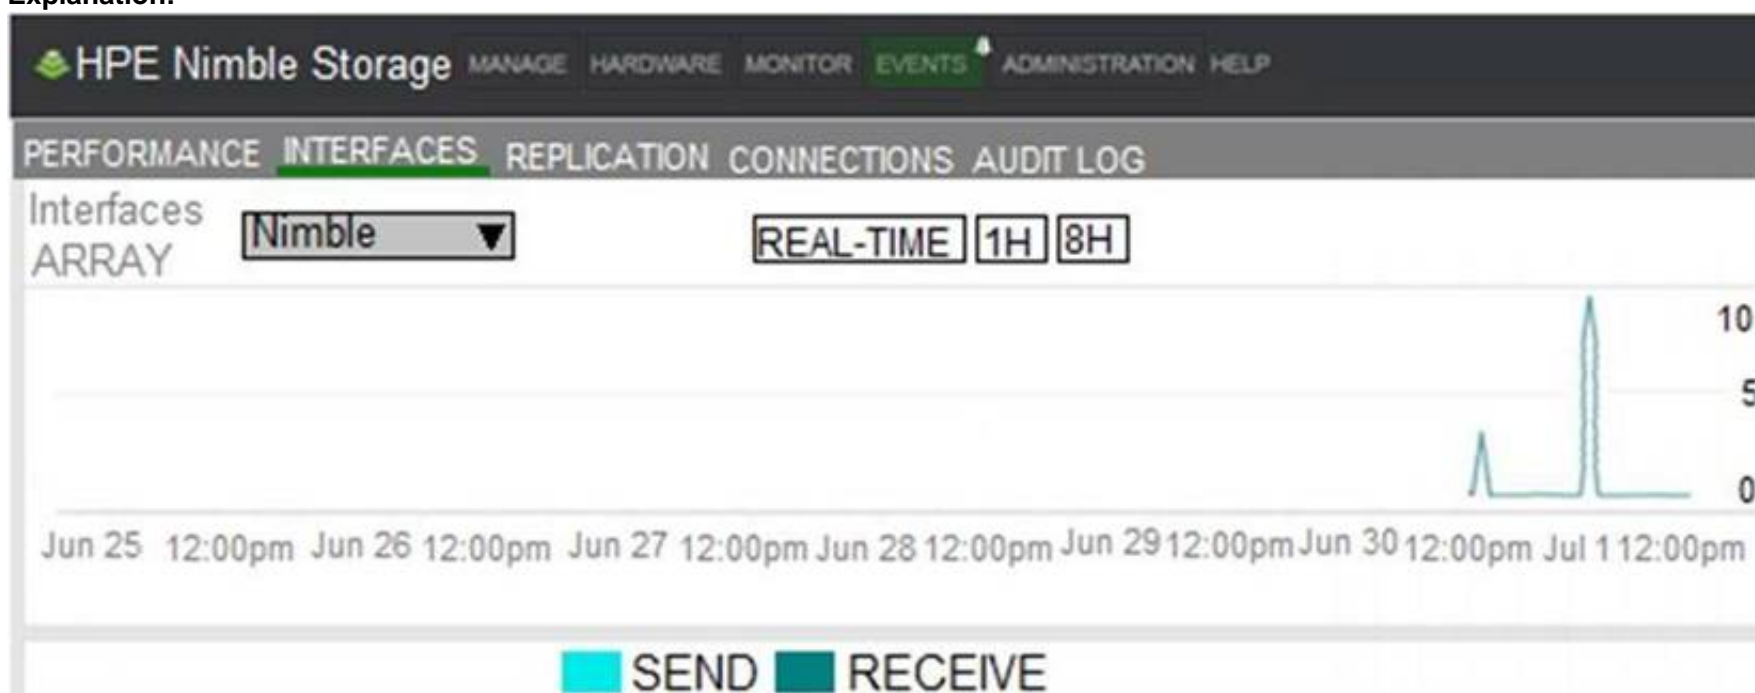 Explanation:
HPE Nimble Storage MANAGE HARDWARE MONITOR EVENTS ADMINISTRATION HELP
PERFORMANCE INTERFACES REPLICATION CONNECTIONS AUDIT LOG
Interfaces
ARRAY Nimble REAL-TIME 1H 8H
10
5
0
Jun 25 12:00pm Jun 26 12:00pm Jun 27 12:00pm Jun 28 12:00pm Jun 29 12:00pm Jun 30 12:00pm Jul 1 12:00pm
SEND RECEIVE